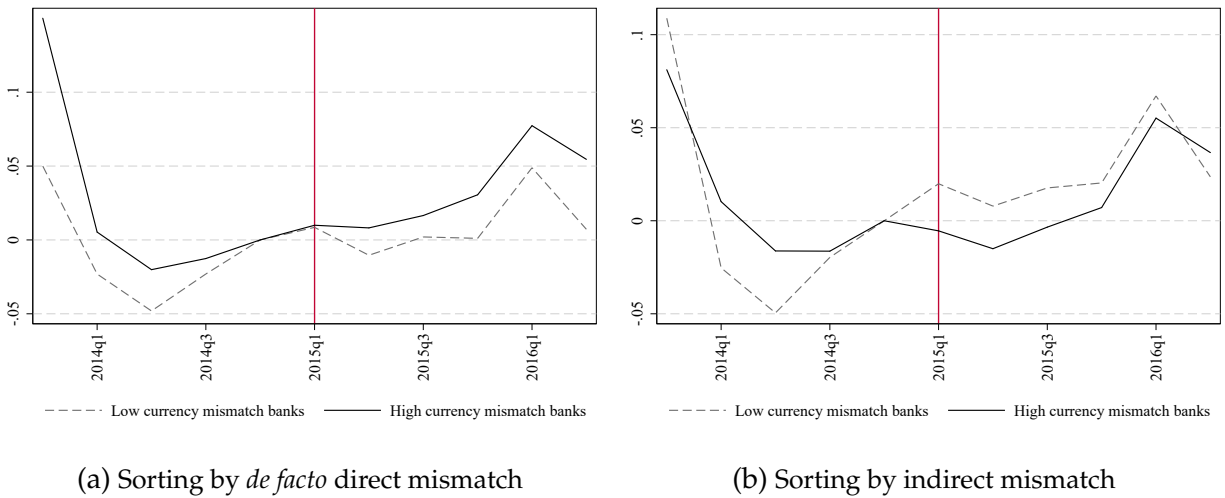 .1
.05
0
-.05
2014q1
2014q3
2015q1
2015q3
2016q1
Low currency mismatch banks
High currency mismatch banks
(a) Sorting by de facto direct mismatch
.1
.05
0
-.05
2014q1
2014q3
2015q1
2015q3
2016q1
Low currency mismatch banks
High currency mismatch banks
(b) Sorting by indirect mismatch